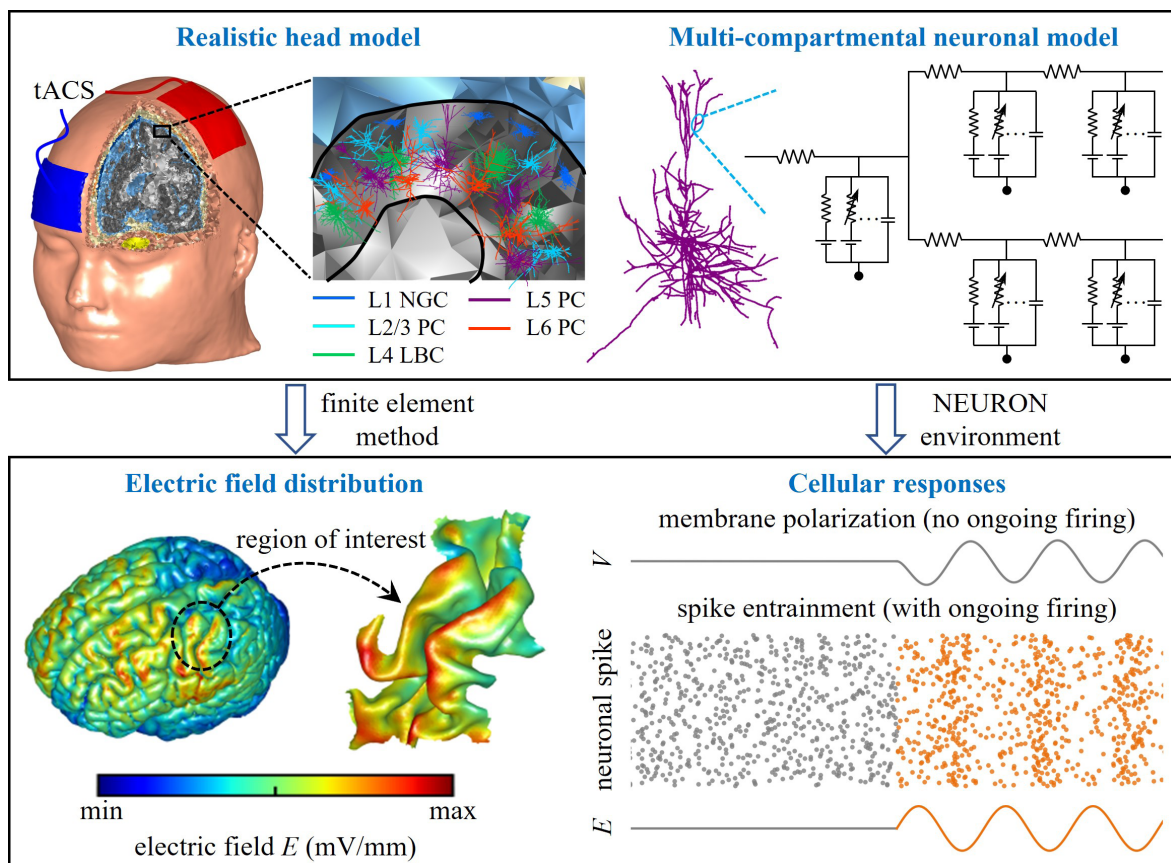 Realistic head model
Multi-compartmental neuronal model
tACS
L1 NGC
L5 PC
L2/3 PC
L6 PC
L4 LBC
finite element
method
NEURON
environment
Electric field distribution
region of interest
min
max
electric field E (mV/mm)
Cellular responses
membrane polarization (no ongoing firing)
V
spike entrainment (with ongoing firing)
neuronal spike
E